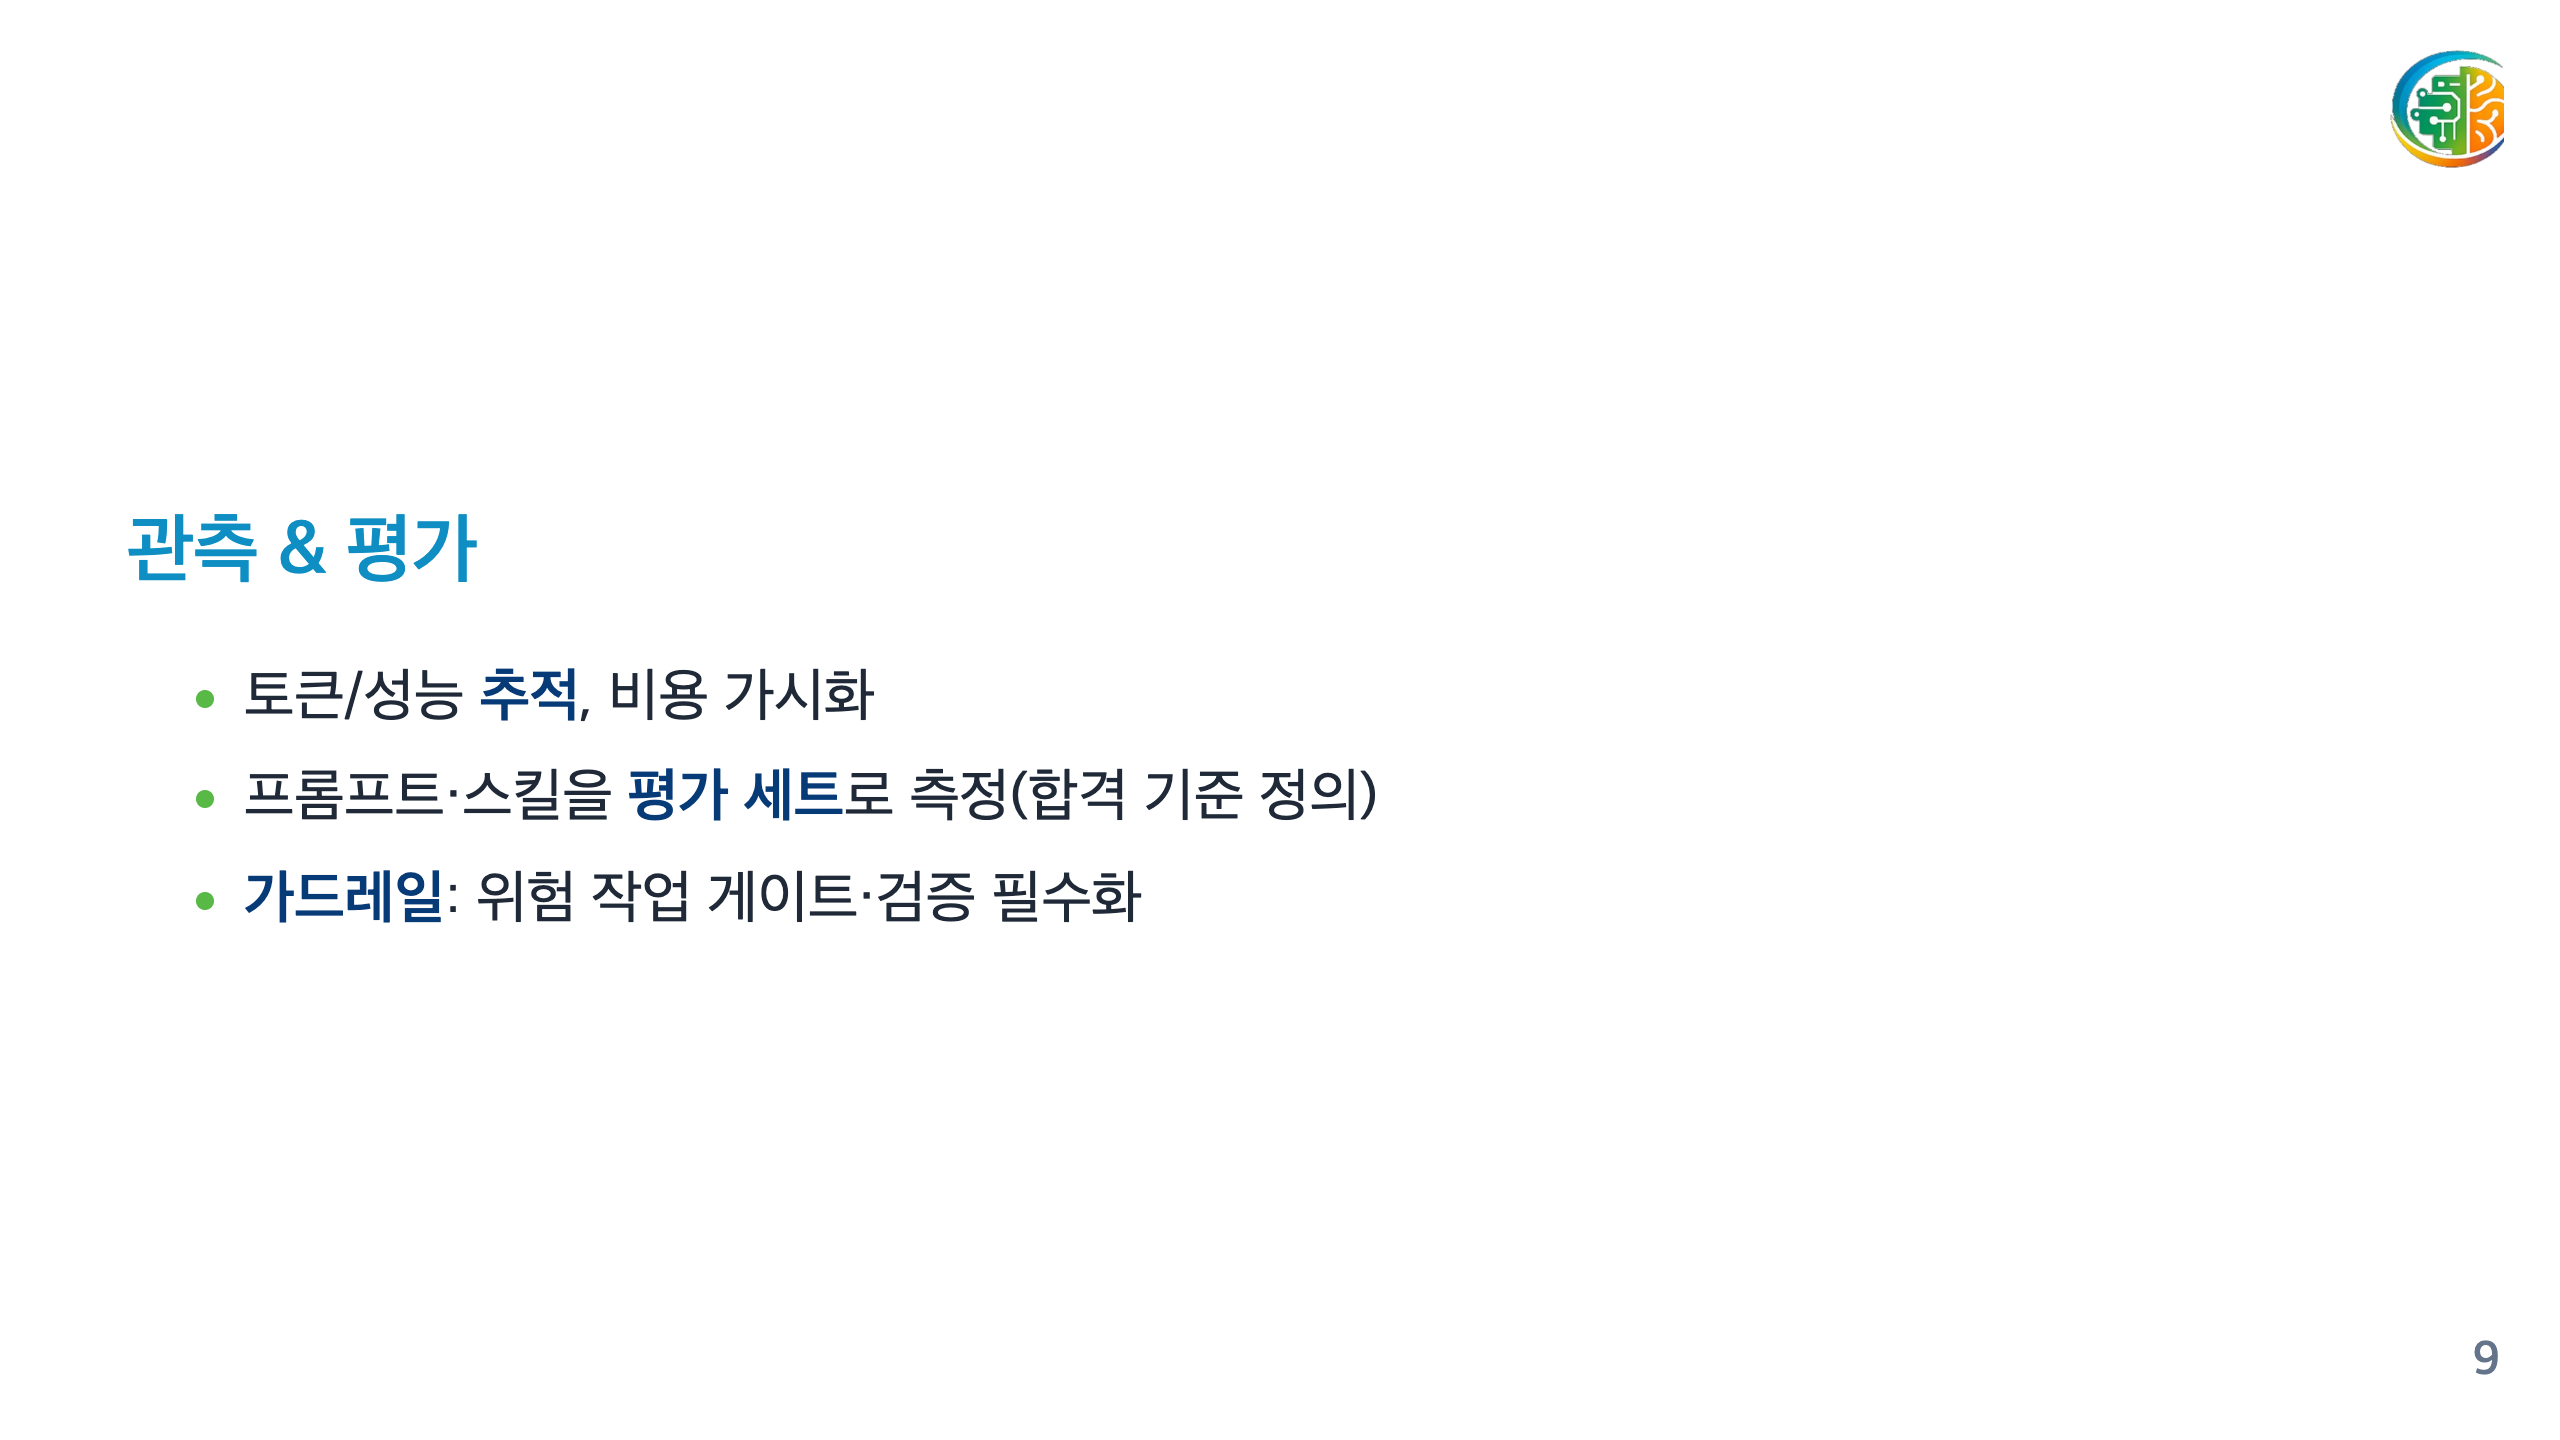 관측 & 평가
• 토큰/성능 추적, 비용 가시화
• 프롬프트·스킬을 평가 세트로 측정(합격 기준 정의)
• 가드레일: 위험 작업 게이트·검증 필수화
9